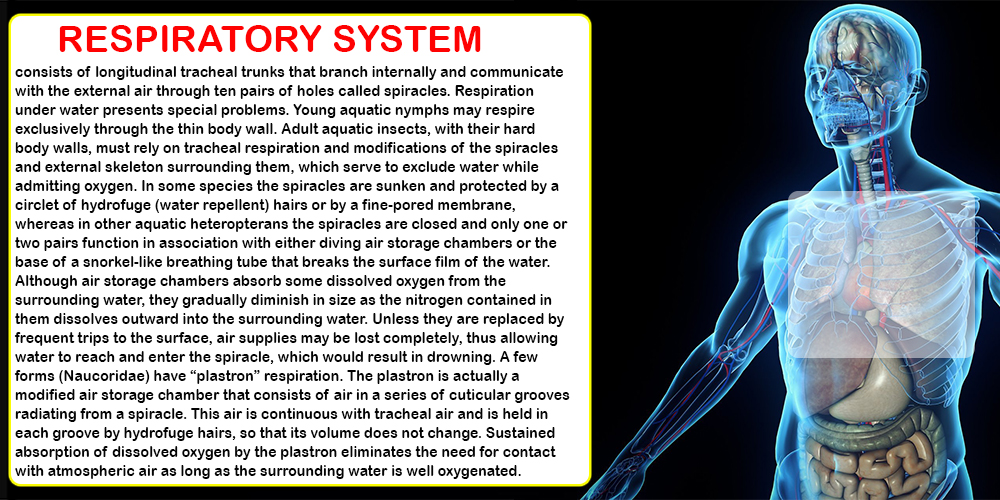 RESPIRATORY SYSTEM
consists of longitudinal tracheal trunks that branch internally and communicate
with the external air through ten pairs of holes called spiracles. Respiration
under water presents special problems. Young aquatic nymphs may respire
exclusively through the thin body wall. Adult aquatic insects, with their hard
body walls, must rely on tracheal respiration and modifications of the spiracles
and external skeleton surrounding them, which serve to exclude water while
admitting oxygen. In some species the spiracles are sunken and protected by a
circlet of hydrofuge (water repellent) hairs or by a fine-pored membrane,
whereas in other aquatic heteropterans the spiracles are closed and only one or
two pairs function in association with either diving air storage chambers or the
base of a snorkel-like breathing tube that breaks the surface film of the water.
Although air storage chambers absorb some dissolved oxygen from the
surrounding water, they gradually diminish in size as the nitrogen contained in
them dissolves outward into the surrounding water. Unless they are replaced by
frequent trips to the surface, air supplies may be lost completely, thus allowing
water to reach and enter the spiracle, which would result in drowning. A few
forms (Naucoridae) have “plastron” respiration. The plastron is actually a
modified air storage chamber that consists of air in a series of cuticular grooves
radiating from a spiracle. This air is continuous with tracheal air and is held in
each groove by hydrofuge hairs, so that its volume does not change. Sustained
absorption of dissolved oxygen by the plastron eliminates the need for contact
with atmospheric air as long as the surrounding water is well oxygenated.